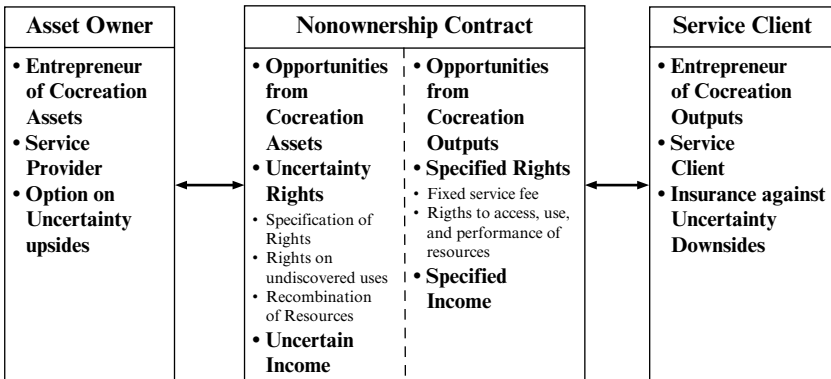 Asset Owner
• Entrepreneur
of Cocreation
Assets
• Service
Provider
• Option on
Uncertainty
upsides
Nonownership Contract
• Opportunities
from
Cocreation
Assets
• Uncertainty
Rights
• Specification of
Rights
• Rights on
undiscovered uses
• Recombination
of Resources
• Uncertain
Income
• Opportunities
from
Cocreation
Outputs
• Specified Rights
• Fixed service fee
• Rigths to access, use,
and performance of
resources
• Specified
Income
Service Client
• Entrepreneur
of Cocreation
Outputs
• Service
Client
• Insurance against
Uncertainty
Downsides